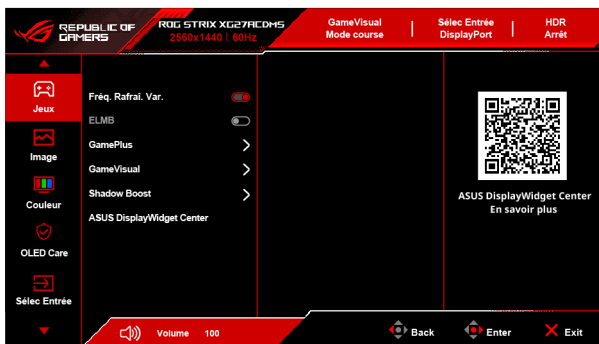 REPUBLIC OF
GAMERS
ROG STRIX XG27ACDMS
2560x1440 | 60Hz
GameVisual
Mode course
Sélec Entrée
DisplayPort
HDR
Arrêt
Jeux
Image
Couleur
OLED Care
Sélec Entrée
Fréq. Rafraî. Var.
ELMB
GamePlus
GameVisual
Shadow Boost
ASUS DisplayWidget Center
ASUS DisplayWidget Center
En savoir plus
Volume 100
Back
Enter
Exit